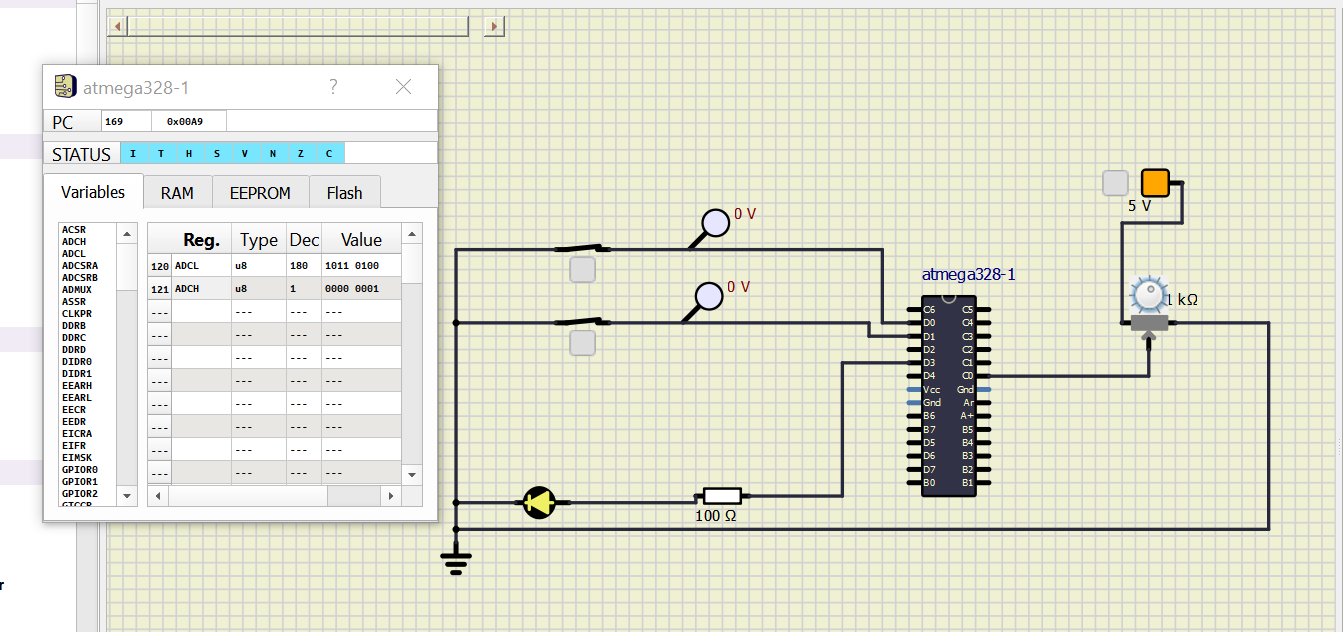 atmega328-1 ?
PC 169 0x00A9
STATUS I T H S V N Z C
Variables RAM EEPROM Flash
ACSR
ADCH
ADCL
ADCSRA
ADCSRB
ADMUX
ASSR
CLKPR
DDRB
DDRC
DDRD
DIDR0
DIDR1
EEARH
EEARL
EECR
EEDR
EICRA
EIFR
EIMSK
GPIOR0
GPIOR1
GPIOR2
GTCCR
Reg. Type Dec Value
120 ADCL u8 180 1011 0100
121 ADCH u8 1 0000 0001
--- --- --- ---
--- --- --- ---
--- --- --- ---
--- --- --- ---
--- --- --- ---
--- --- --- ---
--- --- --- ---
--- --- --- ---
0 V
0 V
100 Ω
atmega328-1
C6 C5
D0 C4
D1 C3
D2 C2
D3 C1
D4 C0
Vcc Gnd
Gnd Ar
B6 A+
B7 B5
D5 B4
D6 B3
D7 B2
B0 B1
5 V
1 kΩ
r